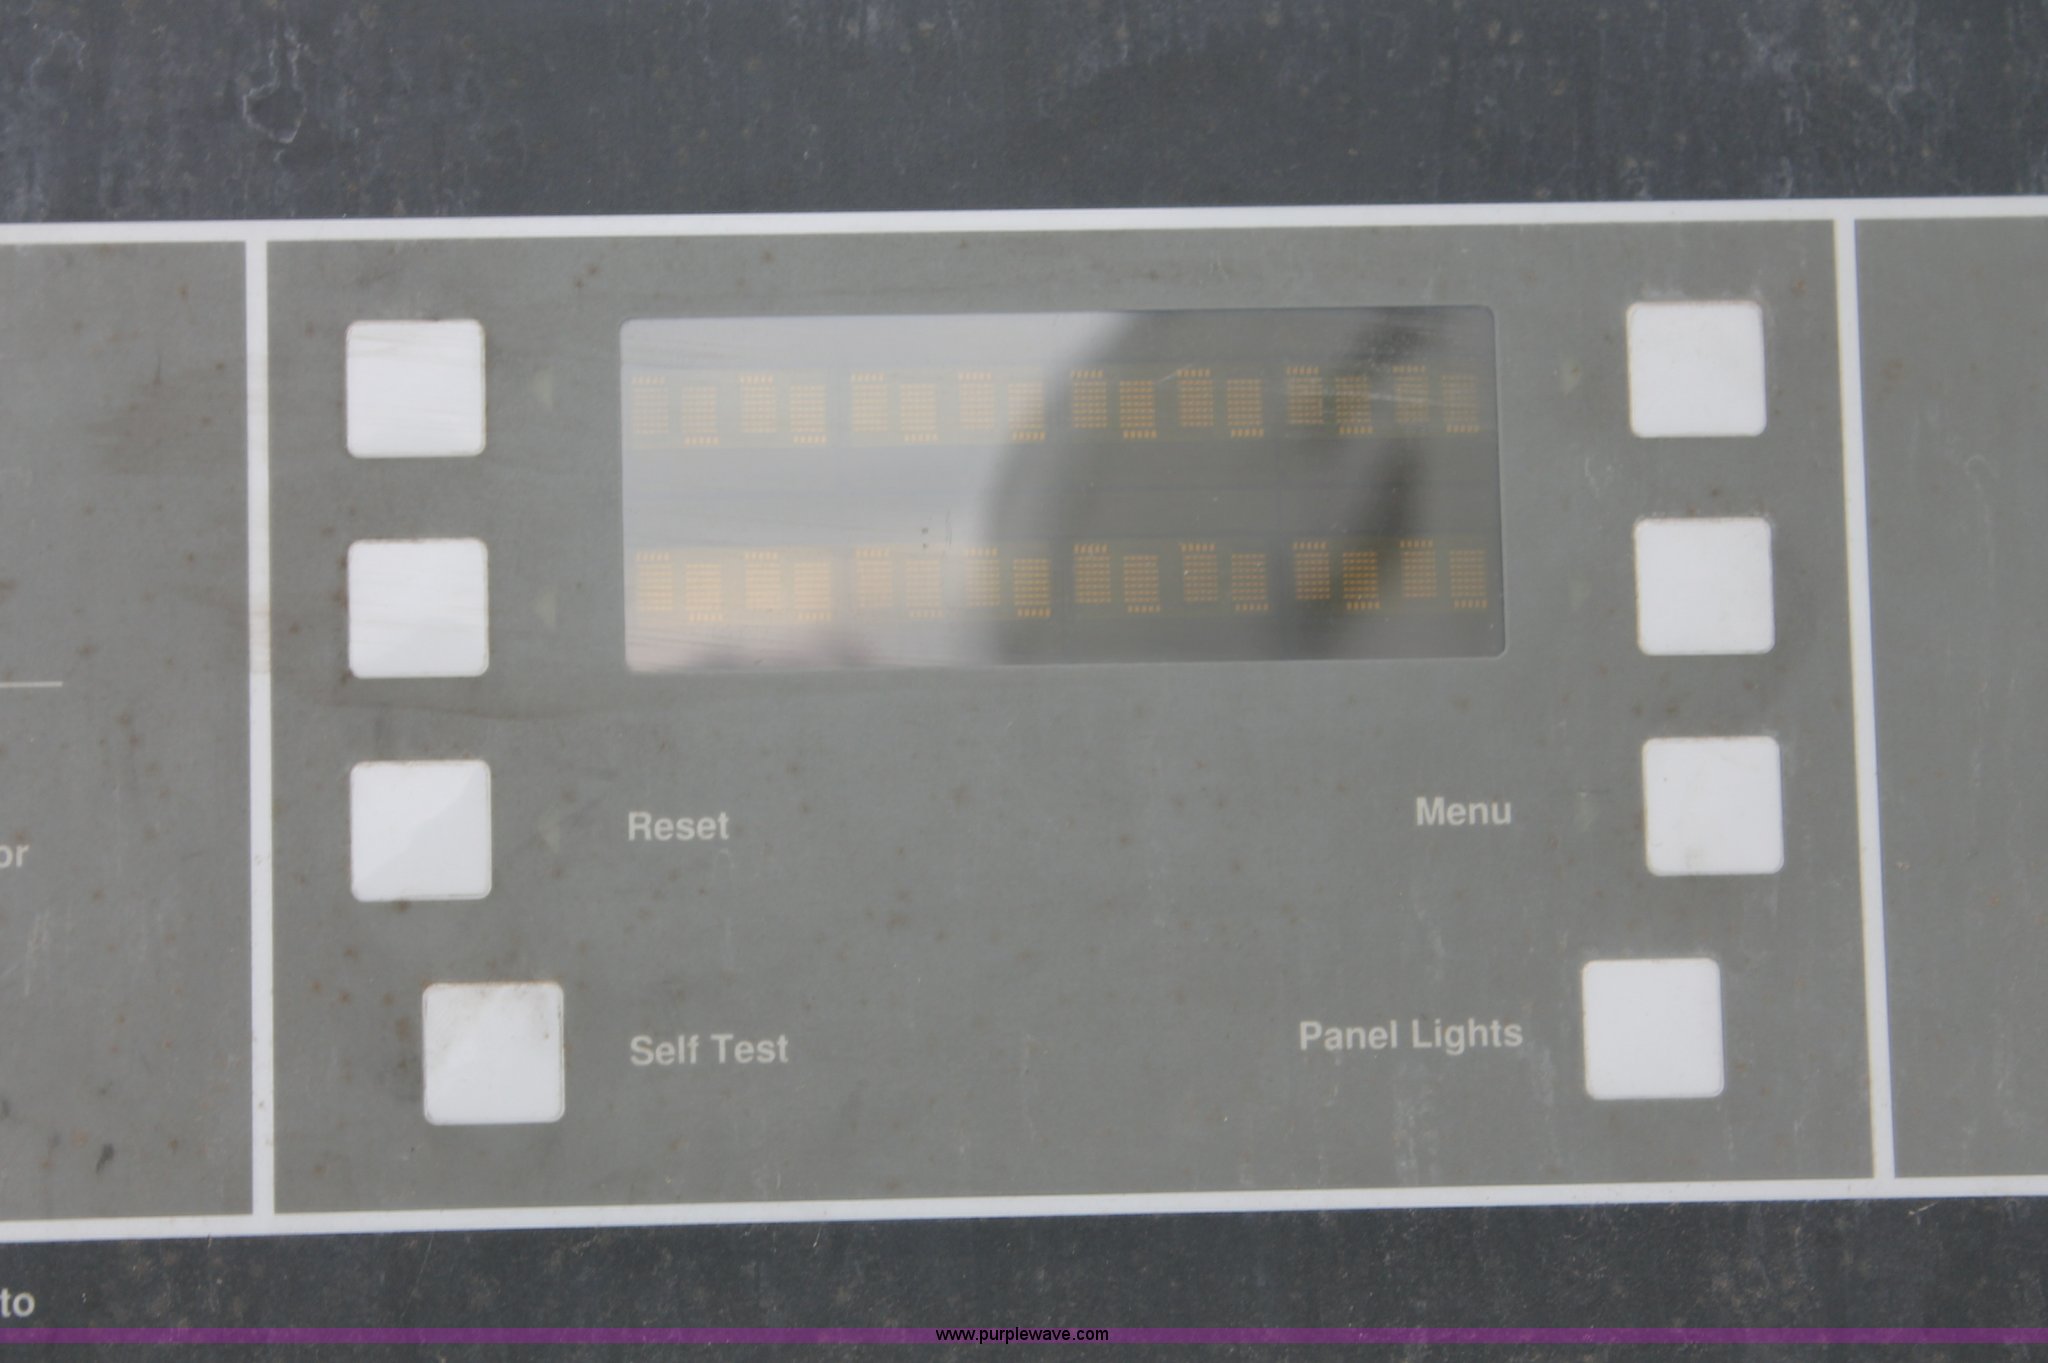 or
Reset
Menu
Self Test
Panel Lights
to
www.purplewave.com